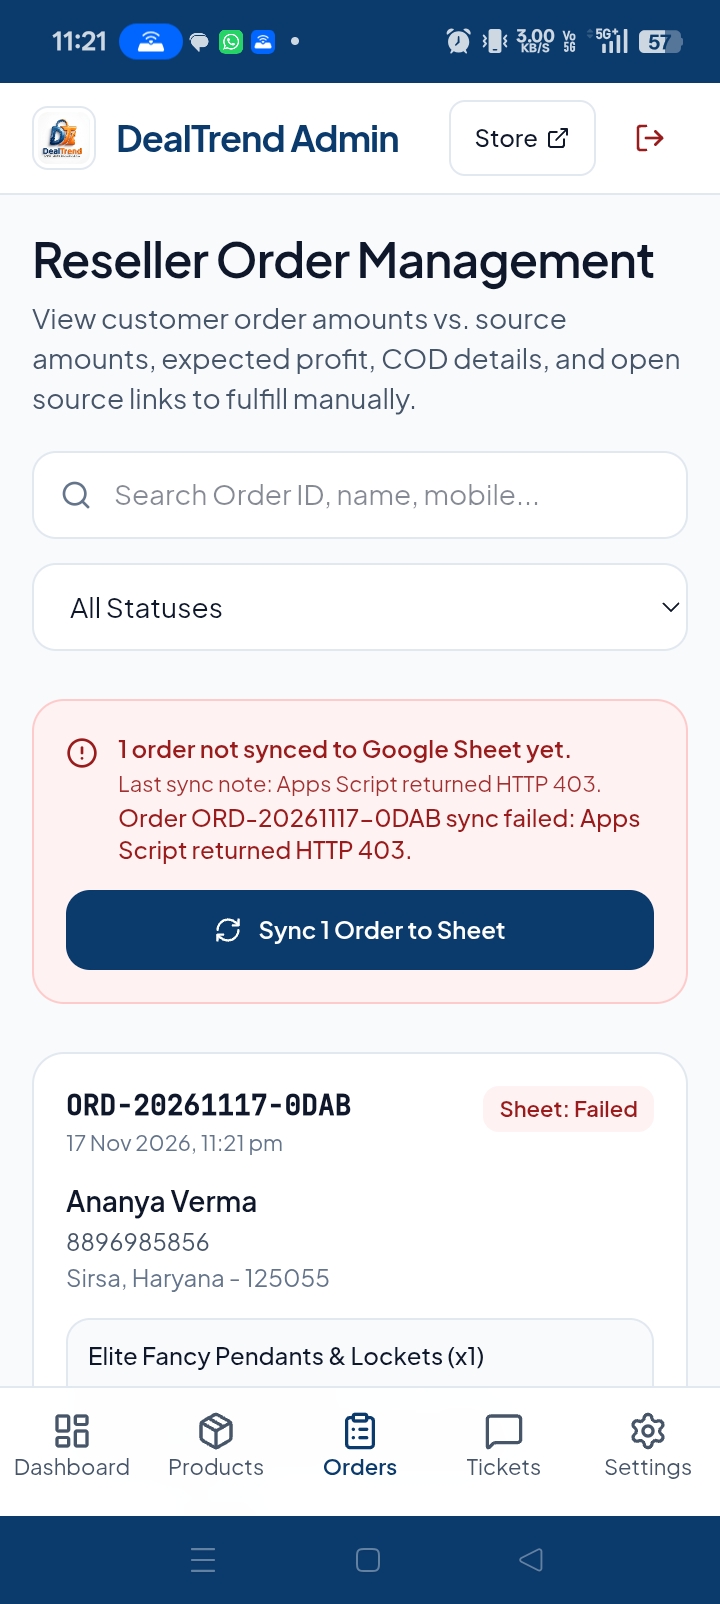 11:21
3.00 KB/S
Vo 5G
5G+
57
DealTrend
DealTrend Admin
Store
Reseller Order Management
View customer order amounts vs. source
amounts, expected profit, COD details, and open
source links to fulfill manually.
Search Order ID, name, mobile...
All Statuses
1 order not synced to Google Sheet yet.
Last sync note: Apps Script returned HTTP 403.
Order ORD-20261117-0DAB sync failed: Apps
Script returned HTTP 403.
Sync 1 Order to Sheet
ORD-20261117-0DAB
Sheet: Failed
17 Nov 2026, 11:21 pm
Ananya Verma
8896985856
Sirsa, Haryana - 125055
Elite Fancy Pendants & Lockets (x1)
Dashboard
Products
Orders
Tickets
Settings